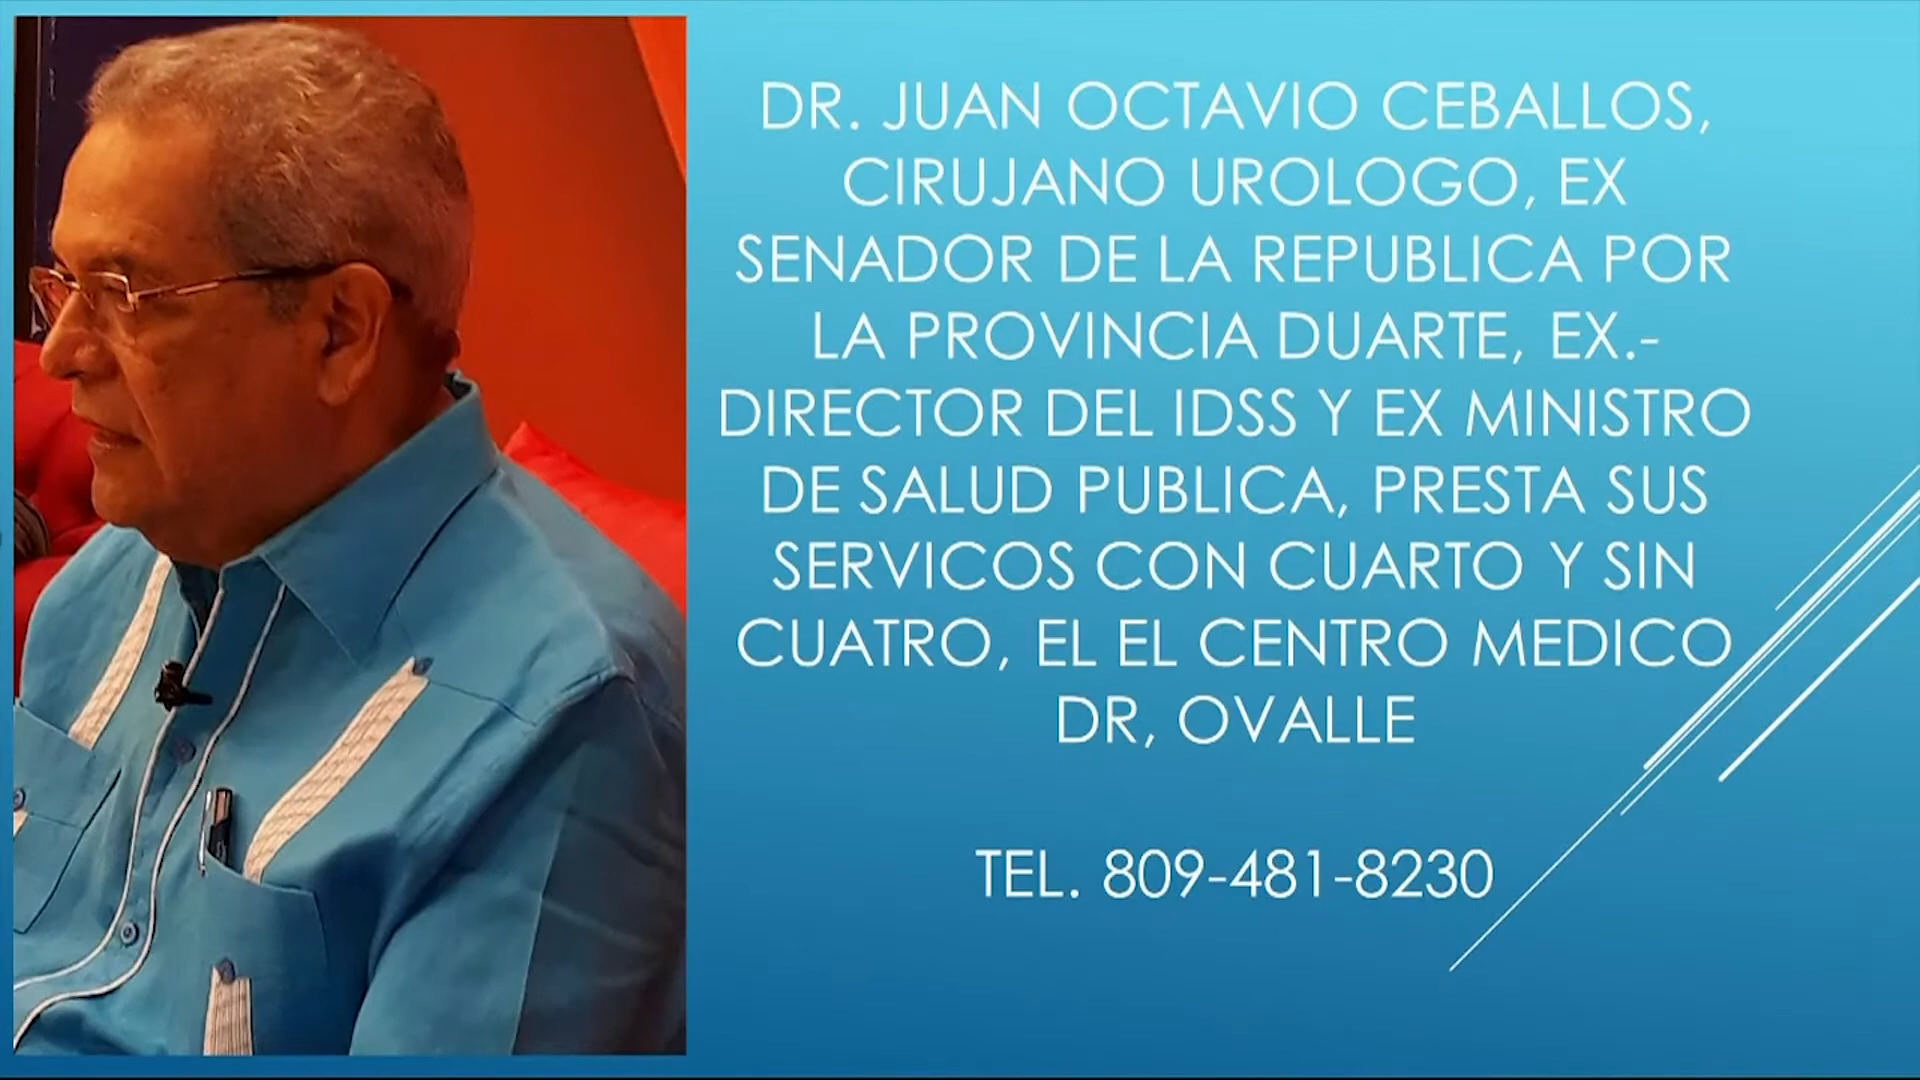 DR. JUAN OCTAVIO CEBALLOS,
CIRUJANO UROLOGO, EX
SENADOR DE LA REPUBLICA POR
LA PROVINCIA DUARTE, EX.-
DIRECTOR DEL IDSS Y EX MINISTRO
DE SALUD PUBLICA, PRESTA SUS
SERVICOS CON CUARTO Y SIN
CUATRO, EL EL CENTRO MEDICO
DR, OVALLE
TEL. 809-481-8230